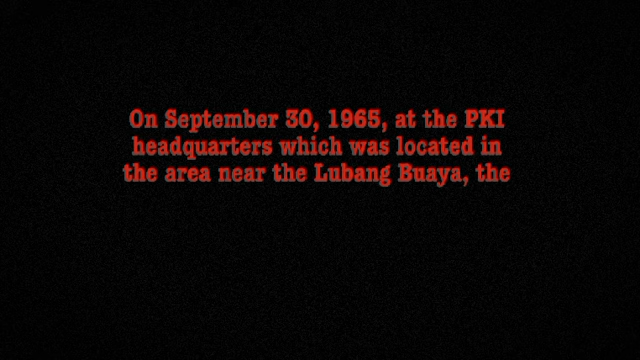 On September 30, 1965, at the PKI
headquarters which was located in
the area near the Lubang Buaya, the